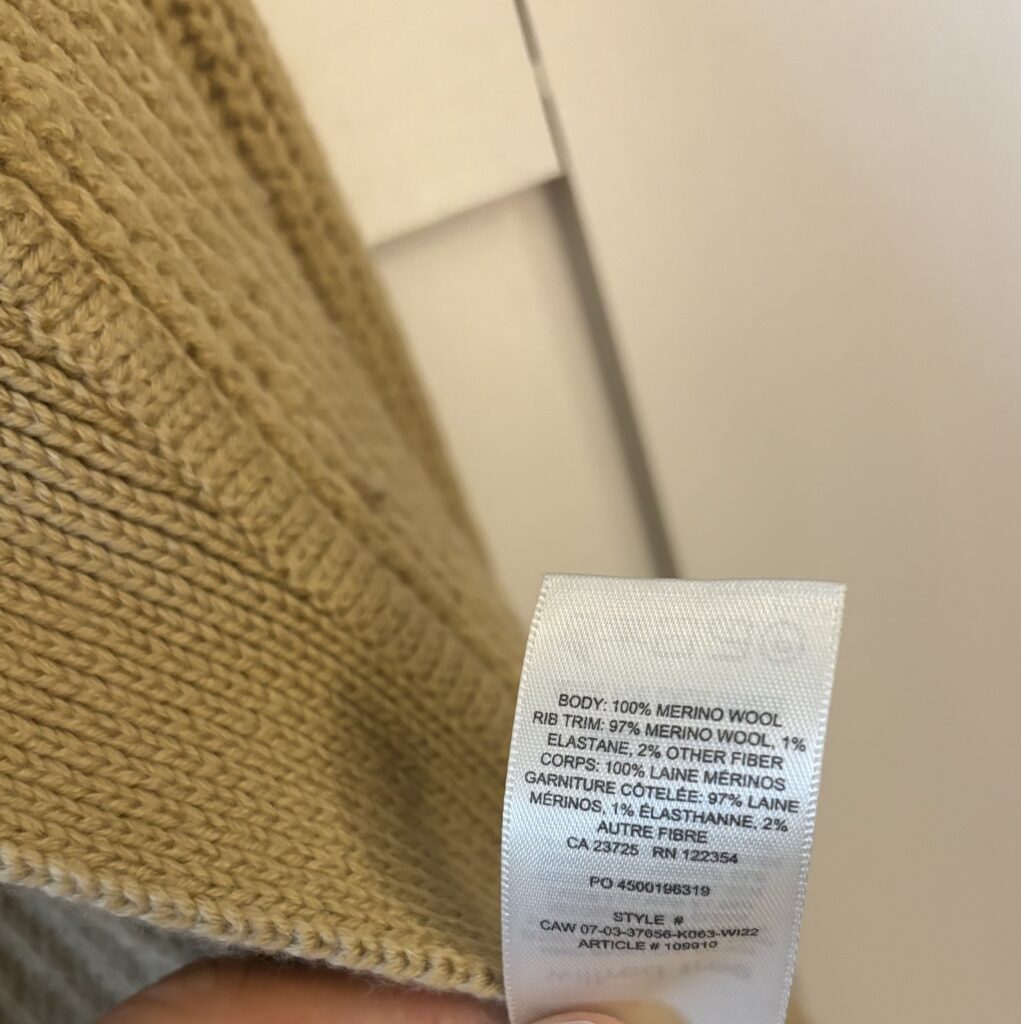 BODY: 100% MERINO WOOL
RIB TRIM: 97% MERINO WOOL, 1%
ELASTANE, 2% OTHER FIBER
CORPS: 100% LAINE MÉRINOS
GARNITURE CÔTELÉE: 97% LAINE
MÉRINOS, 1% ÉLASTHANNE, 2%
AUTRE FIBRE
CA 23725 RN 122354
PO 4500196319
STYLE #
CAW 07-03-37656-K063-WI22
ARTICLE # 109910